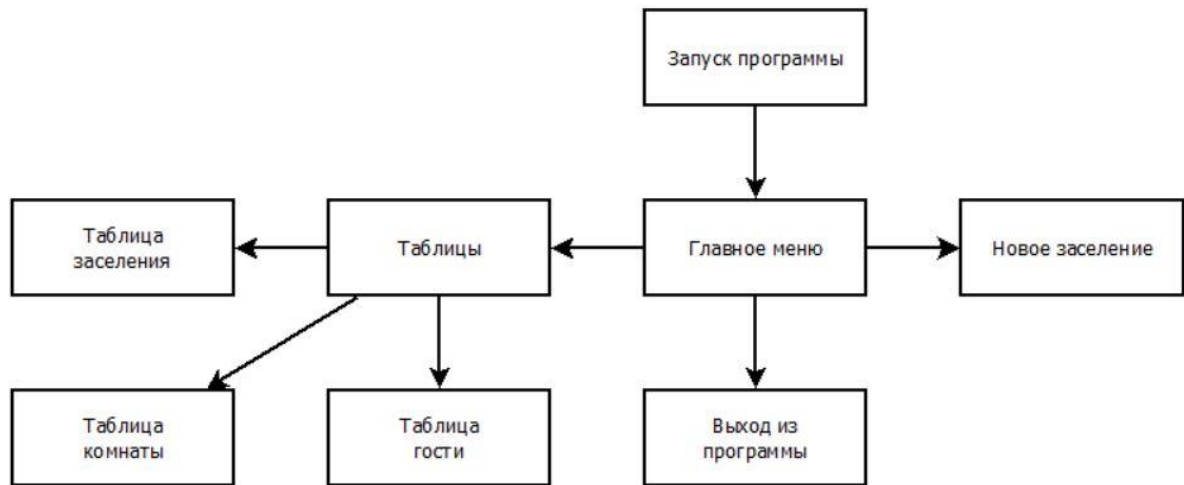 Запуск программы
Таблица
заселения
Таблицы
Главное меню
Новое заселение
Таблица
комнаты
Таблица
гости
Выход из
программы